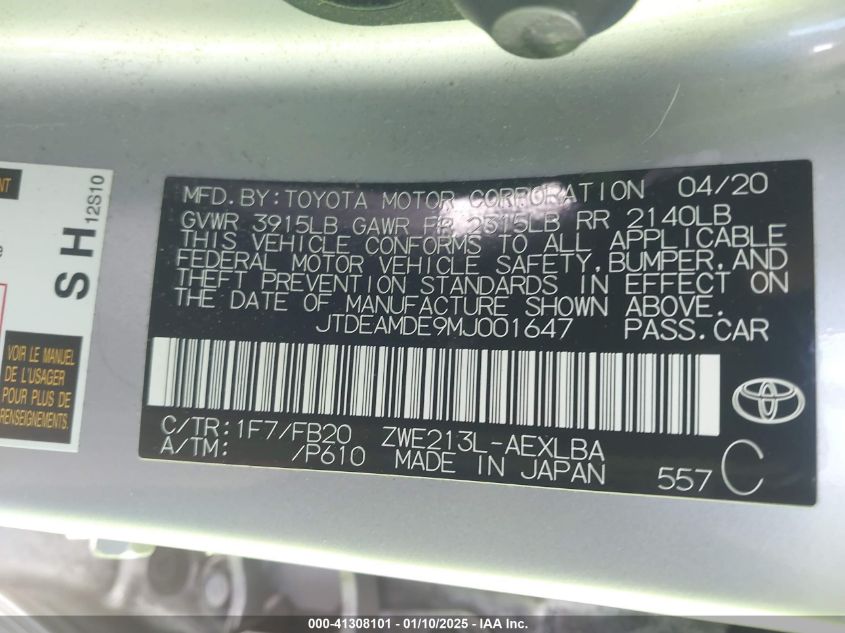 MFD. BY: TOYOTA MOTOR CORPORATION 04/20
GVWR 3915LB GAWR FR 2315LB RR 2140LB
THIS VEHICLE CONFORMS TO ALL APPLICABLE
FEDERAL MOTOR VEHICLE SAFETY, BUMPER, AND
THEFT PREVENTION STANDARDS IN EFFECT ON
THE DATE OF MANUFACTURE SHOWN ABOVE.
JTDEAMDE9MJ001647 PASS. CAR
C/TR: 1F7/FB20 ZWE213L-AEXLBA
A/TM: /P610 MADE IN JAPAN 557 C
SH 12S10
VOIR LE MANUEL
DE L'USAGER
POUR PLUS DE
RENSEIGNEMENTS.
000-41308101 - 01/10/2025 - IAA Inc.